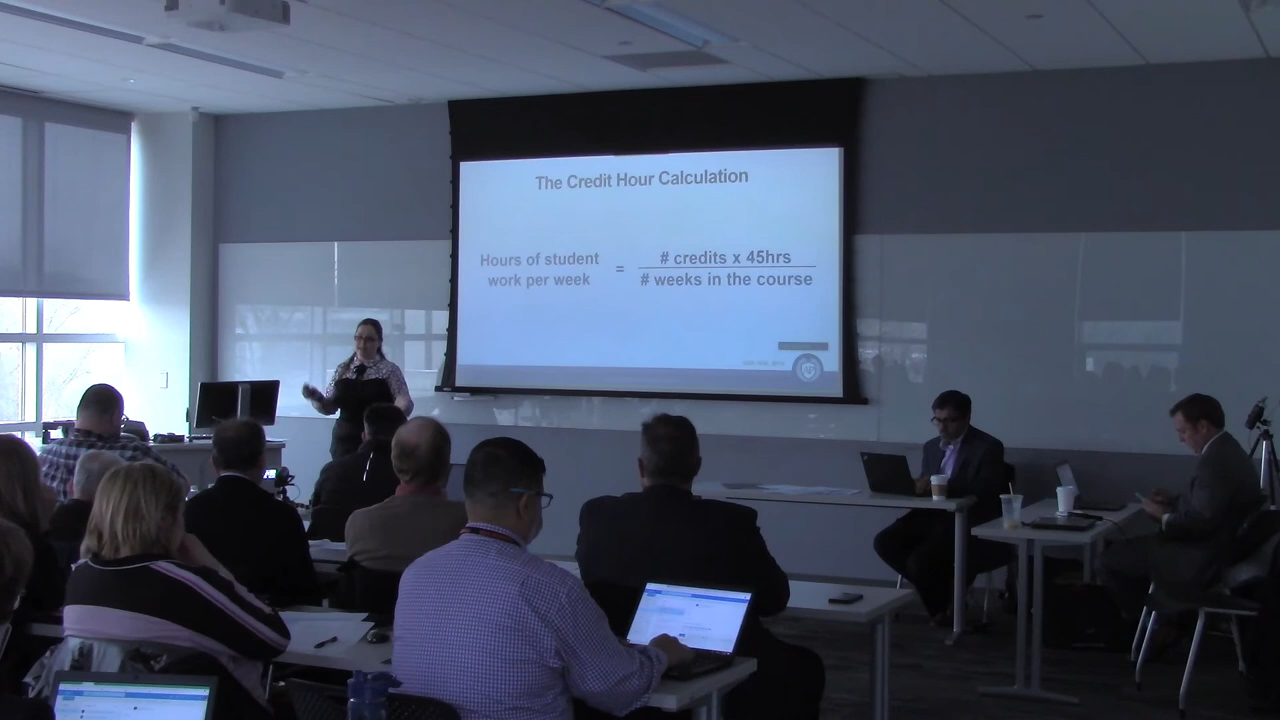 The Credit Hour Calculation
Hours of student
work per week
=
# credits x 45hrs
# weeks in the course